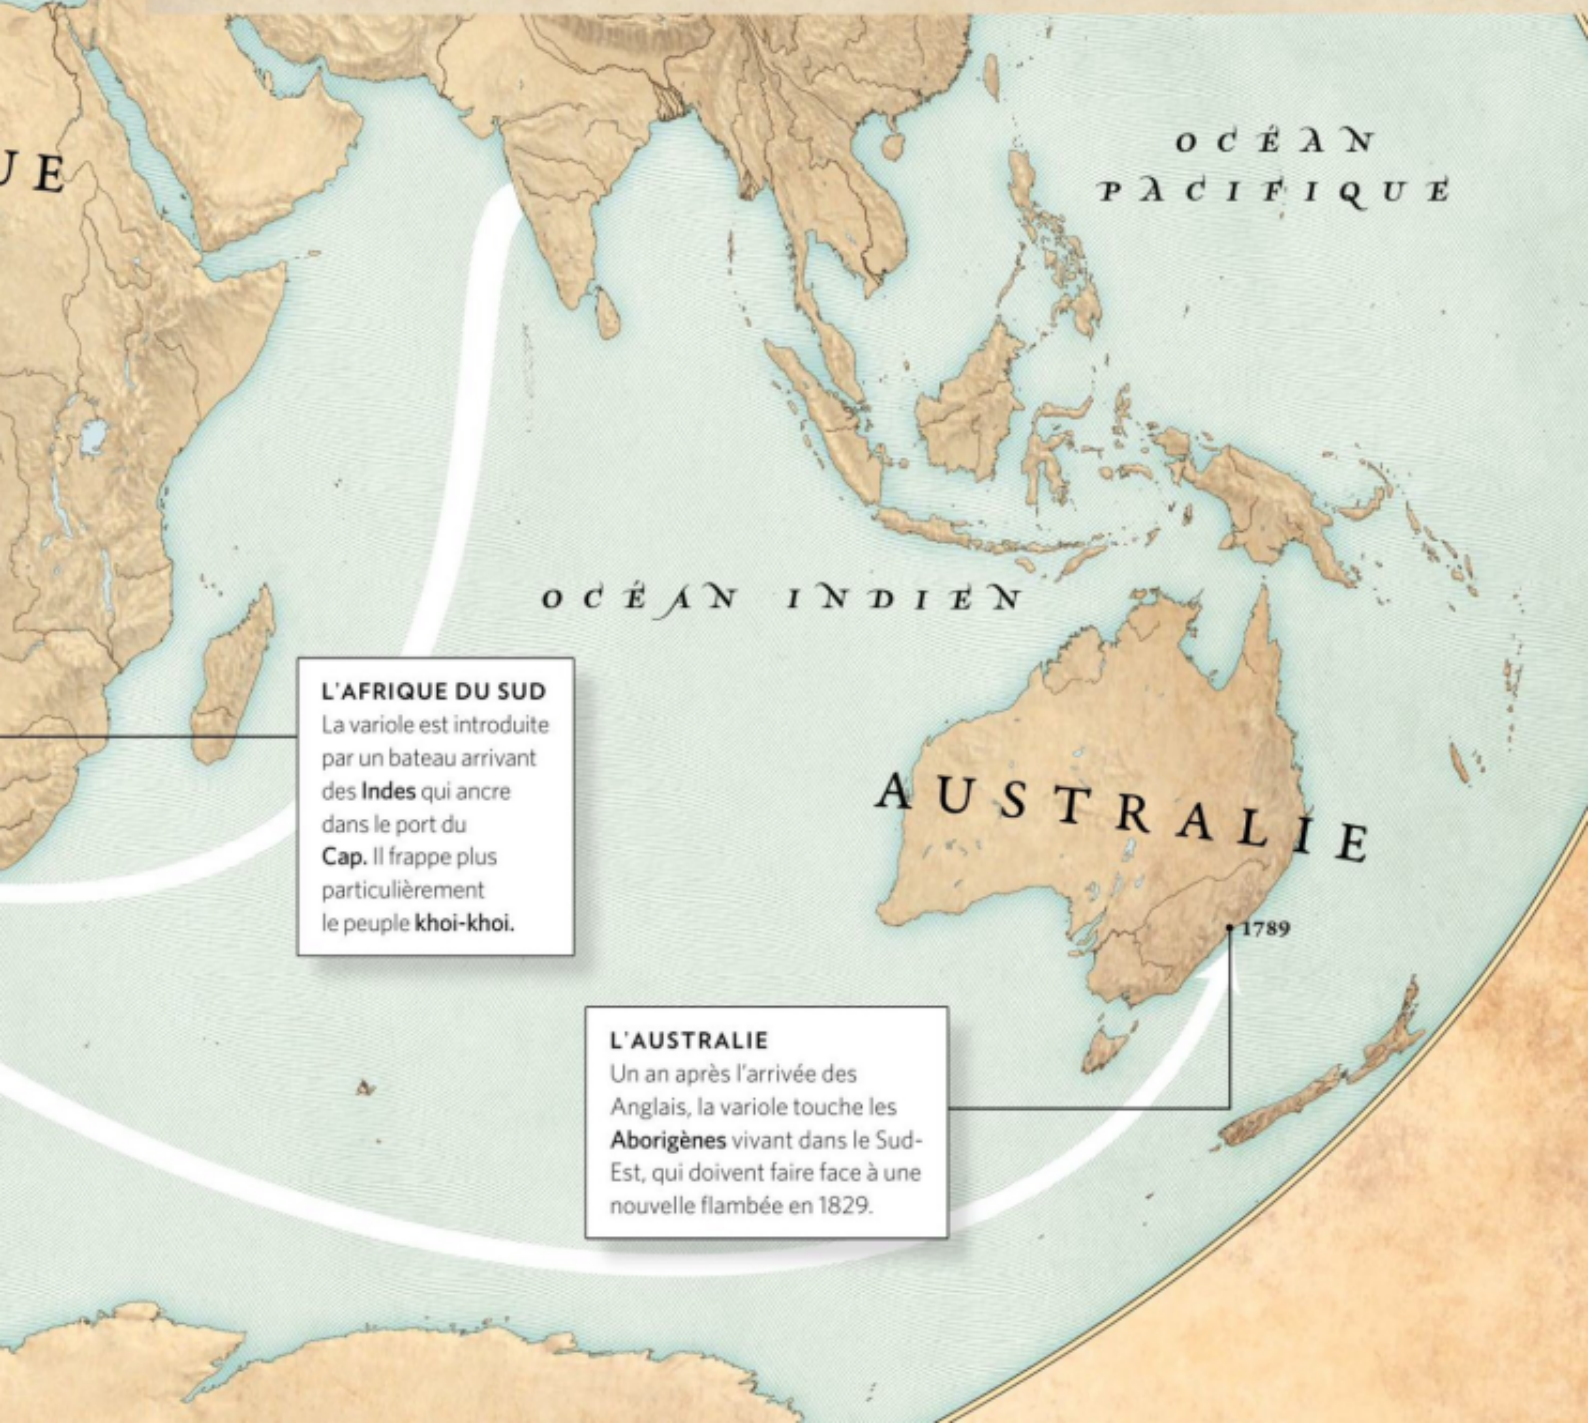 UE
OCÉAN
PACIFIQUE
OCÉAN INDIEN
L'AFRIQUE DU SUD
La variole est introduite
par un bateau arrivant
des Indes qui ancre
dans le port du
Cap. Il frappe plus
particulièrement
le peuple khoi-khoi.
AUSTRALIE
1789
L'AUSTRALIE
Un an après l'arrivée des
Anglais, la variole touche les
Aborigènes vivant dans le Sud-
Est, qui doivent faire face à une
nouvelle flambée en 1829.